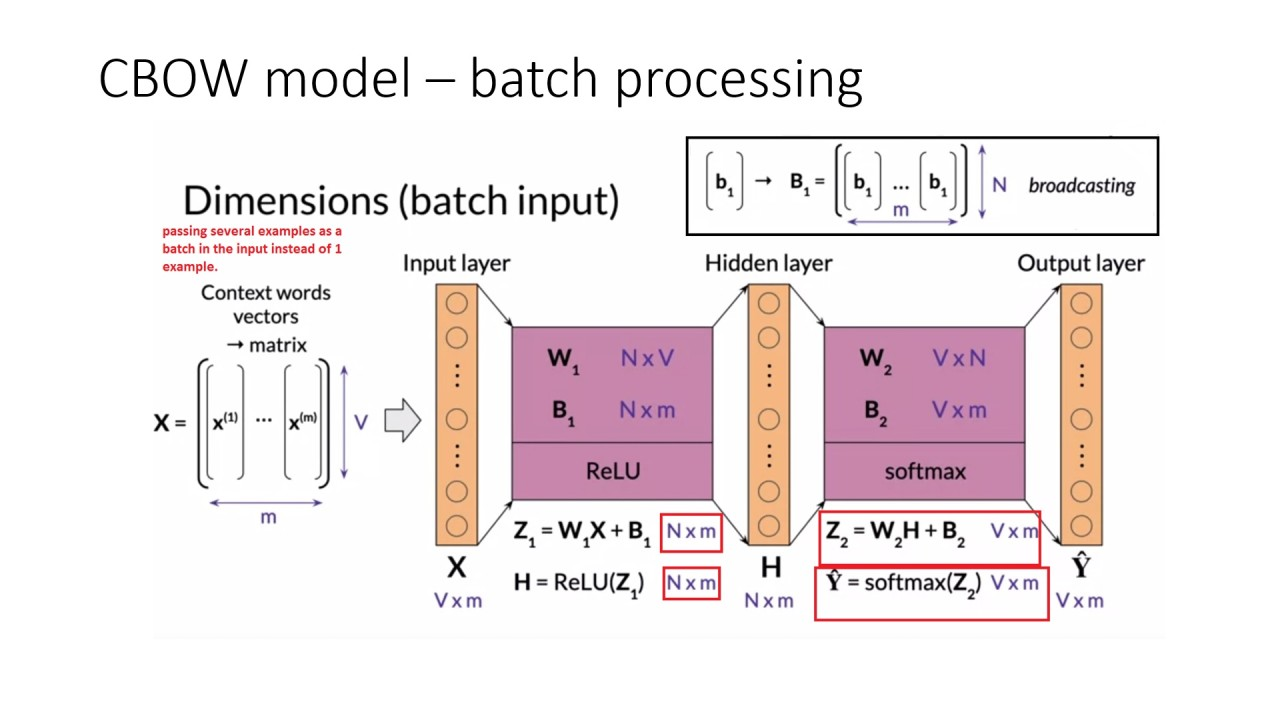 CBOW model – batch processing
[b₁] → B₁ = [[b₁] ... [b₁]] N broadcasting
m
Dimensions (batch input)
passing several examples as a
batch in the input instead of 1
example.
Context words
vectors
→ matrix
X = [x⁽¹⁾ ... x⁽ᵐ⁾] V
m
Input layer
Hidden layer
Output layer
W₁ N x V
B₁ N x m
ReLU
W₂ V x N
B₂ V x m
softmax
Z₁ = W₁X + B₁ N x m
H = ReLU(Z₁) N x m
Z₂ = W₂H + B₂ V x m
Ŷ = softmax(Z₂) V x m
X
V x m
H
N x m
Ŷ
V x m